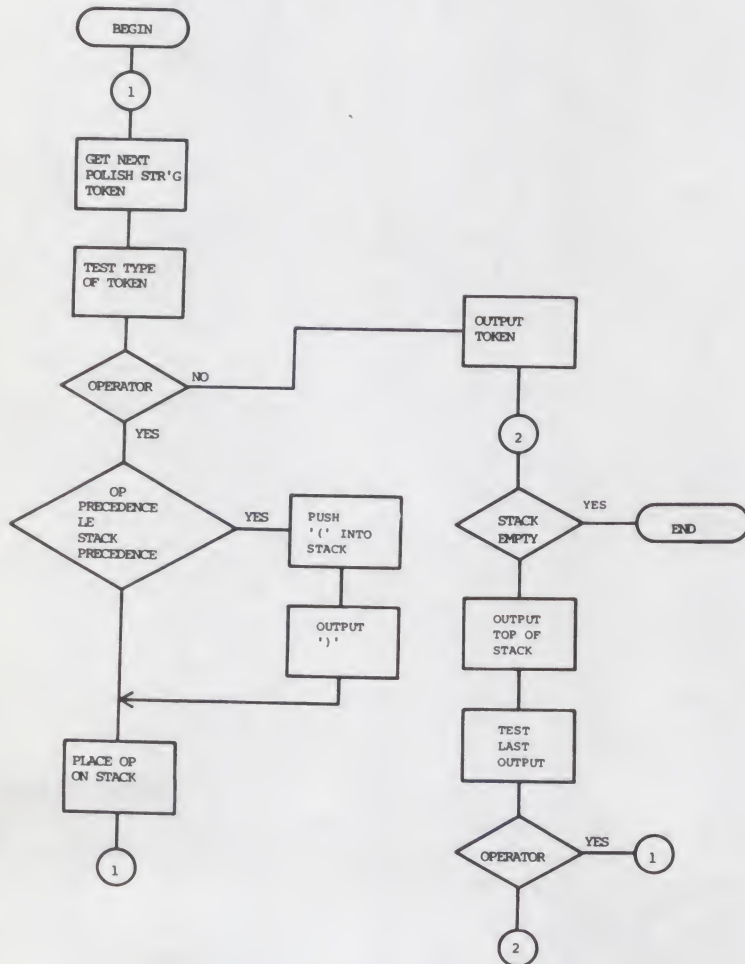 BEGIN
1
GET NEXT
POLISH STR'G
TOKEN
TEST TYPE
OF TOKEN
OPERATOR
NO
YES
OP
PRECEDENCE
LE
STACK
PRECEDENCE
YES
PUSH
'(' INTO
STACK
OUTPUT
')'
PLACE OP
ON STACK
1
OUTPUT
TOKEN
2
STACK
EMPTY
YES
END
OUTPUT
TOP OF
STACK
TEST
LAST
OUTPUT
OPERATOR
YES
1
2